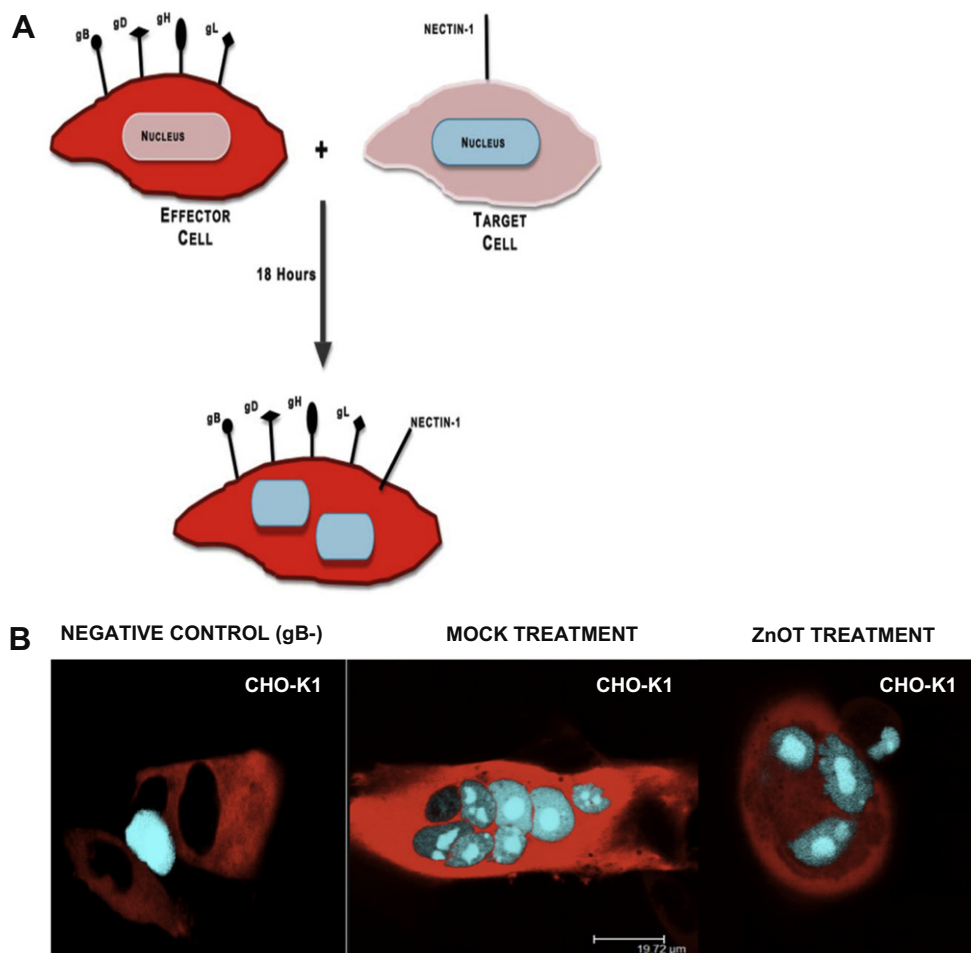 A
gB
gD
gH
gL
NECTIN-1
NUCLEUS
+
NUCLEUS
EFFECTOR
CELL
TARGET
CELL
18 HOURS
gB
gD
gH
gL
NECTIN-1
B
NEGATIVE CONTROL (gB-)
MOCK TREATMENT
ZnOT TREATMENT
CHO-K1
CHO-K1
CHO-K1
19.72 µm